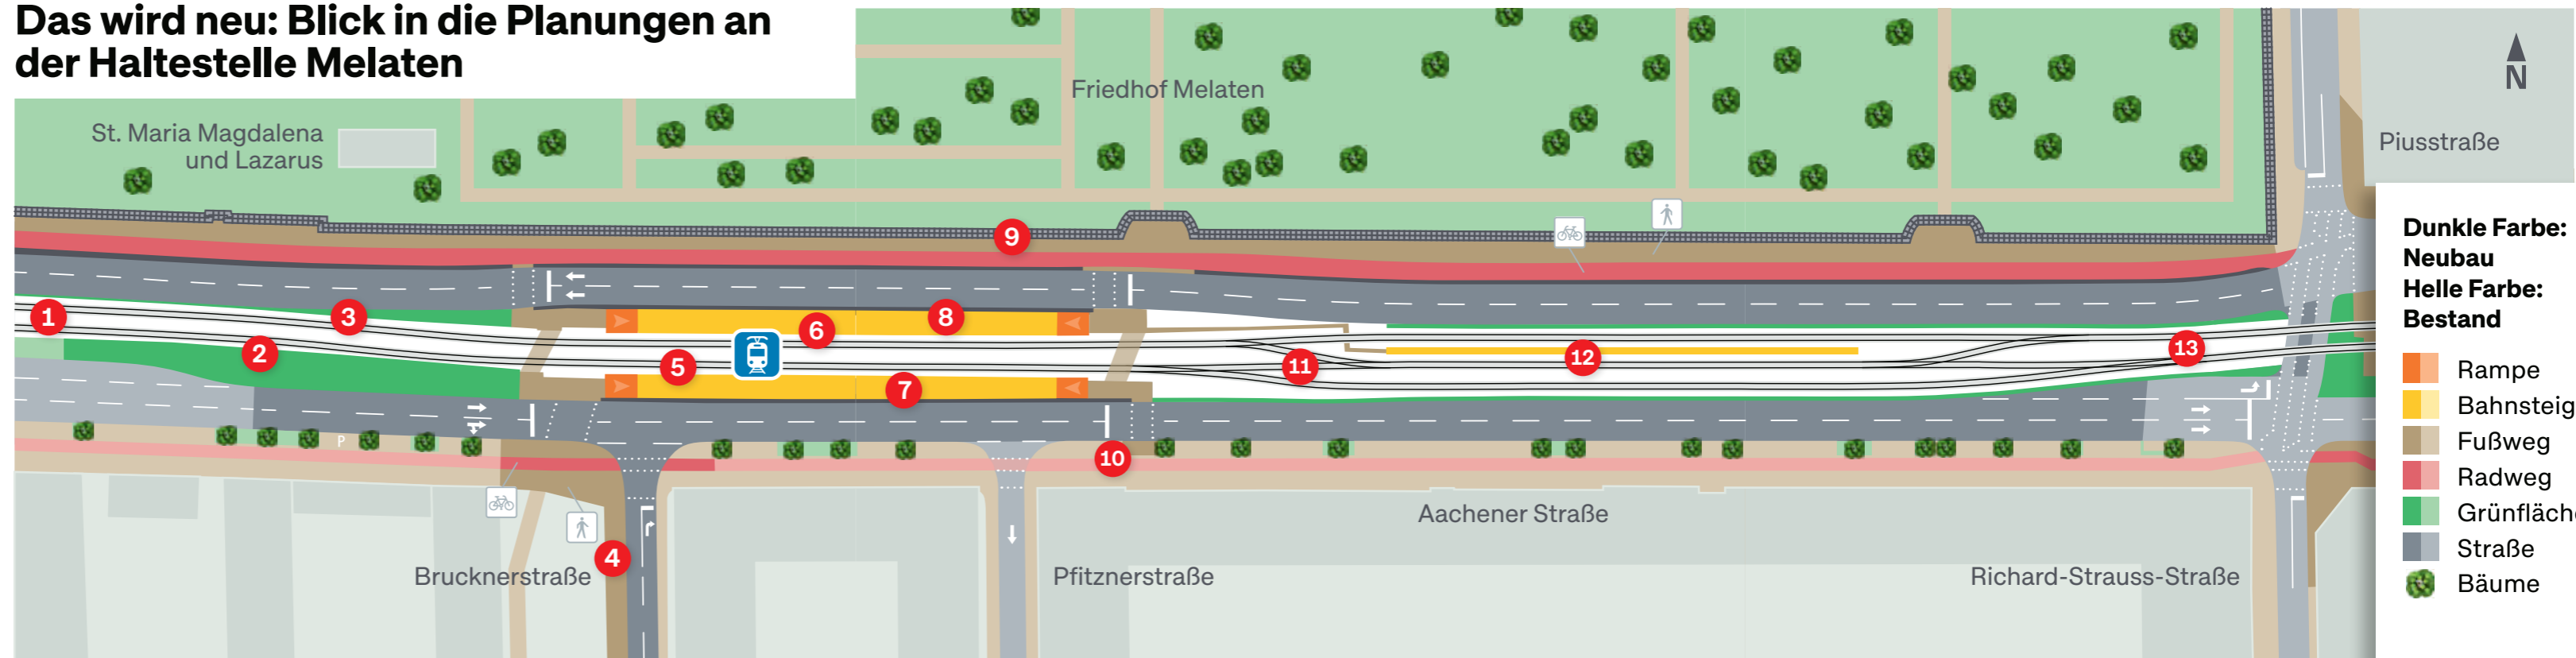 Das wird neu: Blick in die Planungen an
der Haltestelle Melaten
N
Friedhof Melaten
St. Maria Magdalena
und Lazarus
Piusstraße
9
1
3
6
8
2
5
7
11
12
13
P
10
4
Aachener Straße
Brucknerstraße
Pfitznerstraße
Richard-Strauss-Straße
Dunkle Farbe:
Neubau
Helle Farbe:
Bestand
Rampe
Bahnsteig
Fußweg
Radweg
Grünfläche
Straße
Bäume